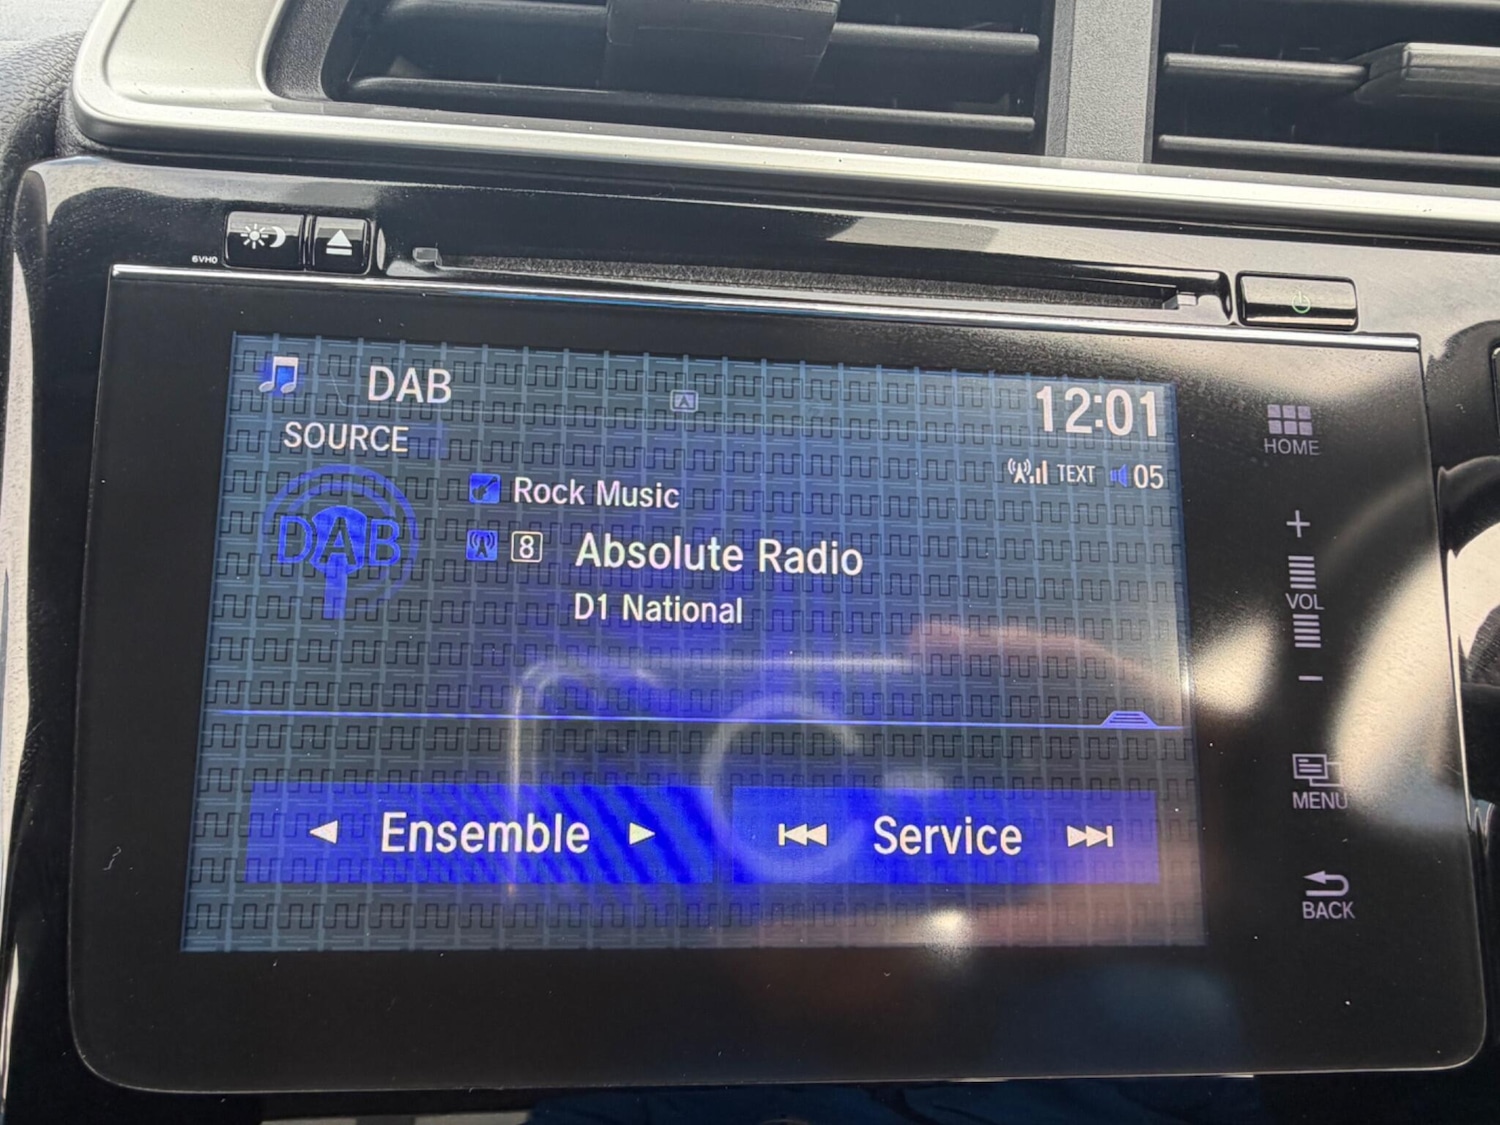 6VH0
DAB
12:01
SOURCE
TEXT 05
HOME
Rock Music
DAB
8 Absolute Radio
D1 National
VOL
MENU
Ensemble
Service
BACK